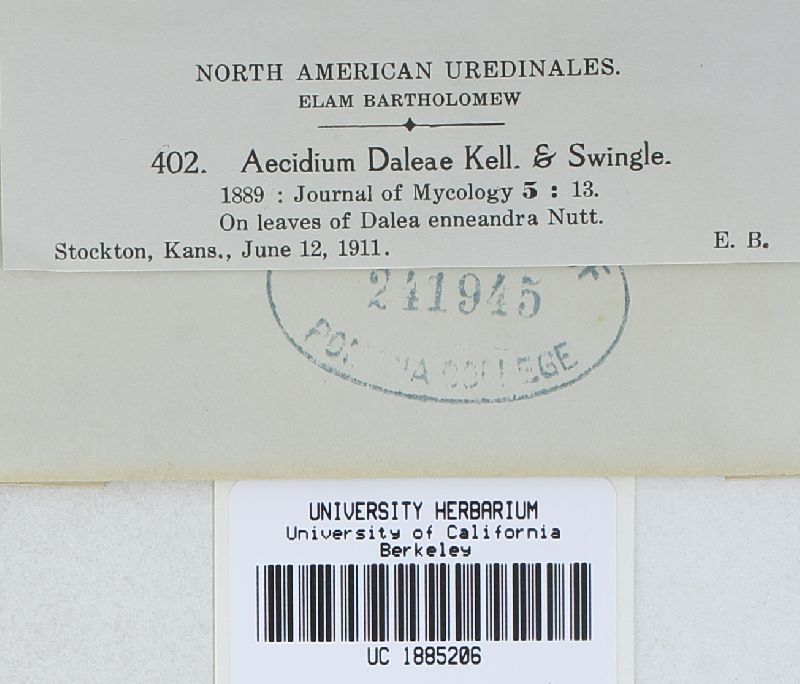 NORTH AMERICAN UREDINALES.
ELAM BARTHOLOMEW
402. Aecidium Daleae Kell. & Swingle.
1889 : Journal of Mycology 5 : 13.
On leaves of Dalea enneandra Nutt.
Stockton, Kans., June 12, 1911. E. B.
241945
POMONA COLLEGE
UNIVERSITY HERBARIUM
University of California
Berkeley
UC 1885206